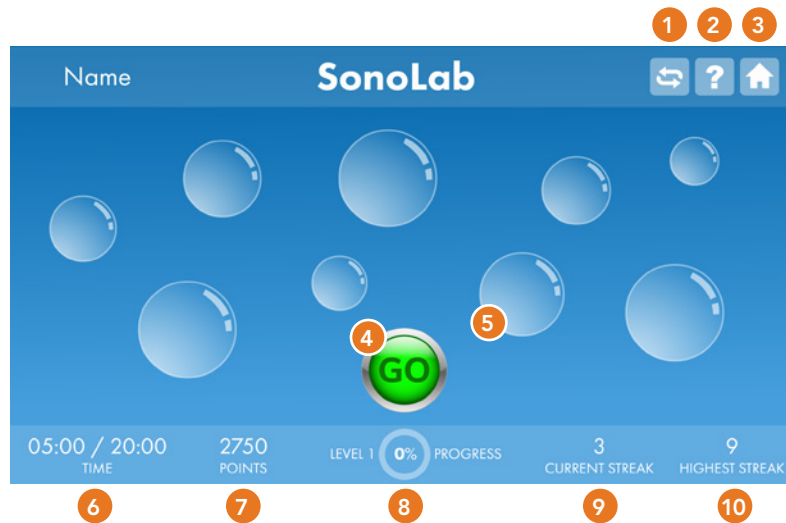 1 2 3
Name SonoLab ?
4 5
GO
05:00 / 20:00 2750 LEVEL 1 0% PROGRESS 3 9
TIME POINTS CURRENT STREAK HIGHEST STREAK
6 7 8 9 10